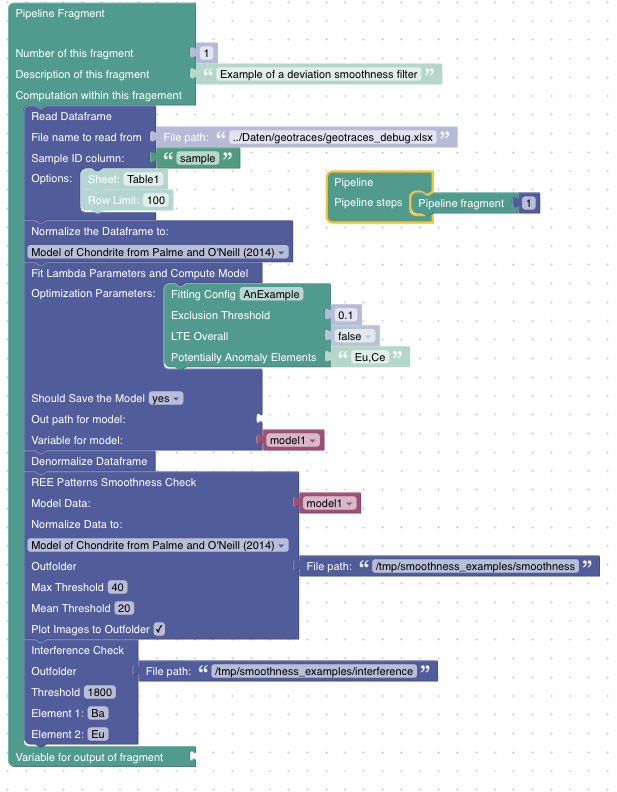 Pipeline Fragment
Number of this fragment 1
Description of this fragment “ Example of a deviation smoothness filter ”
Computation within this fragement
Read Dataframe
File name to read from File path: “ ../Daten/geotraces/geotraces_debug.xlsx ”
Sample ID column: “ sample ”
Options: Sheet: Table1
Row Limit: 100
Pipeline
Pipeline steps Pipeline fragment 1
Normalize the Dataframe to:
Model of Chondrite from Palme and O'Neill (2014)
Fit Lambda Parameters and Compute Model
Optimization Parameters: Fitting Config AnExample
Exclusion Threshold 0.1
LTE Overall false
Potentially Anomaly Elements “ Eu,Ce ”
Should Save the Model yes
Out path for model:
Variable for model: model1
Denormalize Dataframe
REE Patterns Smoothness Check
Model Data: model1
Normalize Data to:
Model of Chondrite from Palme and O'Neill (2014)
Outfolder File path: “ /tmp/smoothness_examples/smoothness ”
Max Threshold 40
Mean Threshold 20
Plot Images to Outfolder ✓
Interference Check
Outfolder File path: “ /tmp/smoothness_examples/interference ”
Threshold 1800
Element 1: Ba
Element 2: Eu
Variable for output of fragment